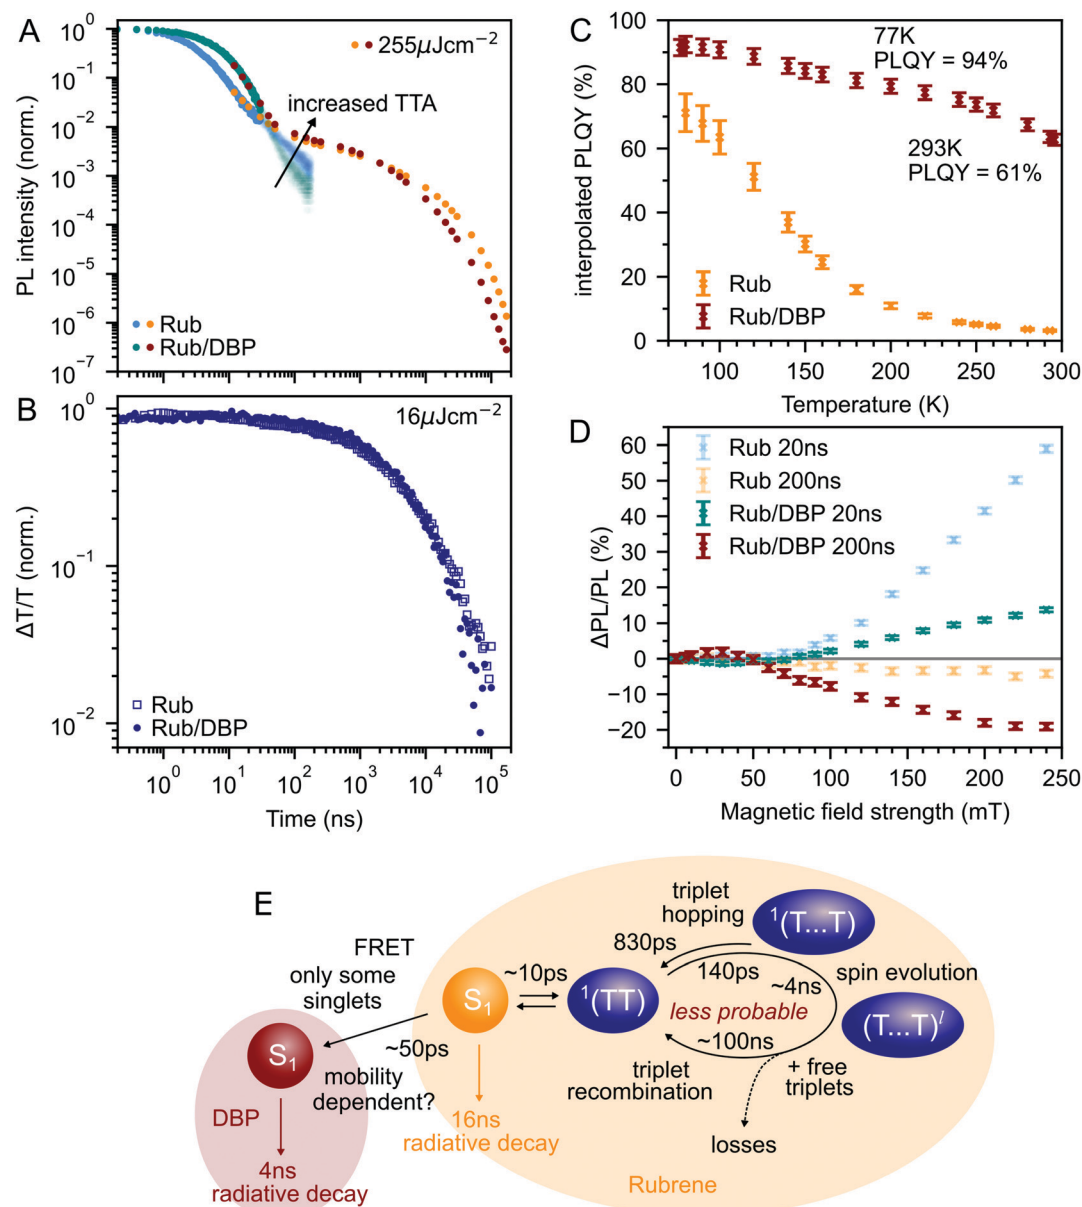 A
PL intensity (norm.)
10⁰
10⁻¹
10⁻²
10⁻³
10⁻⁴
10⁻⁵
10⁻⁶
10⁻⁷
255μJcm⁻²
increased TTA
Rub
Rub/DBP
B
ΔT/T (norm.)
10⁰
10⁻¹
10⁻²
16μJcm⁻²
Rub
Rub/DBP
10⁰ 10¹ 10² 10³ 10⁴ 10⁵
Time (ns)
C
interpolated PLQY (%)
100
80
60
40
20
0
77K
PLQY = 94%
293K
PLQY = 61%
Rub
Rub/DBP
100 150 200 250 300
Temperature (K)
D
ΔPL/PL (%)
60
50
40
30
20
10
0
−10
−20
Rub 20ns
Rub 200ns
Rub/DBP 20ns
Rub/DBP 200ns
0 50 100 150 200 250
Magnetic field strength (mT)
E
FRET
only some
singlets
S₁
~50ps
mobility
dependent?
DBP
4ns
radiative decay
S₁
~10ps
¹(TT)
16ns
radiative decay
triplet
hopping
¹(T...T)
830ps
140ps
~4ns
spin evolution
less probable
(T...T)ˡ
~100ns
triplet
recombination
+ free
triplets
losses
Rubrene